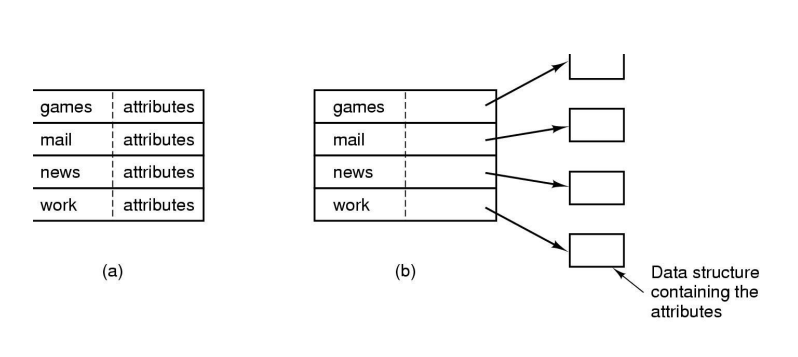 games attributes
mail attributes
news attributes
work attributes
(a)
games
mail
news
work
(b)
Data structure
containing the
attributes